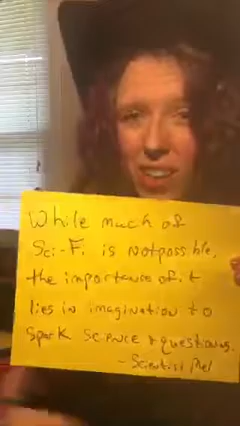 While much of
Sci-Fi is not possible,
the importance of it
lies in imagination to
spark science + questions.
- Scientist Mel